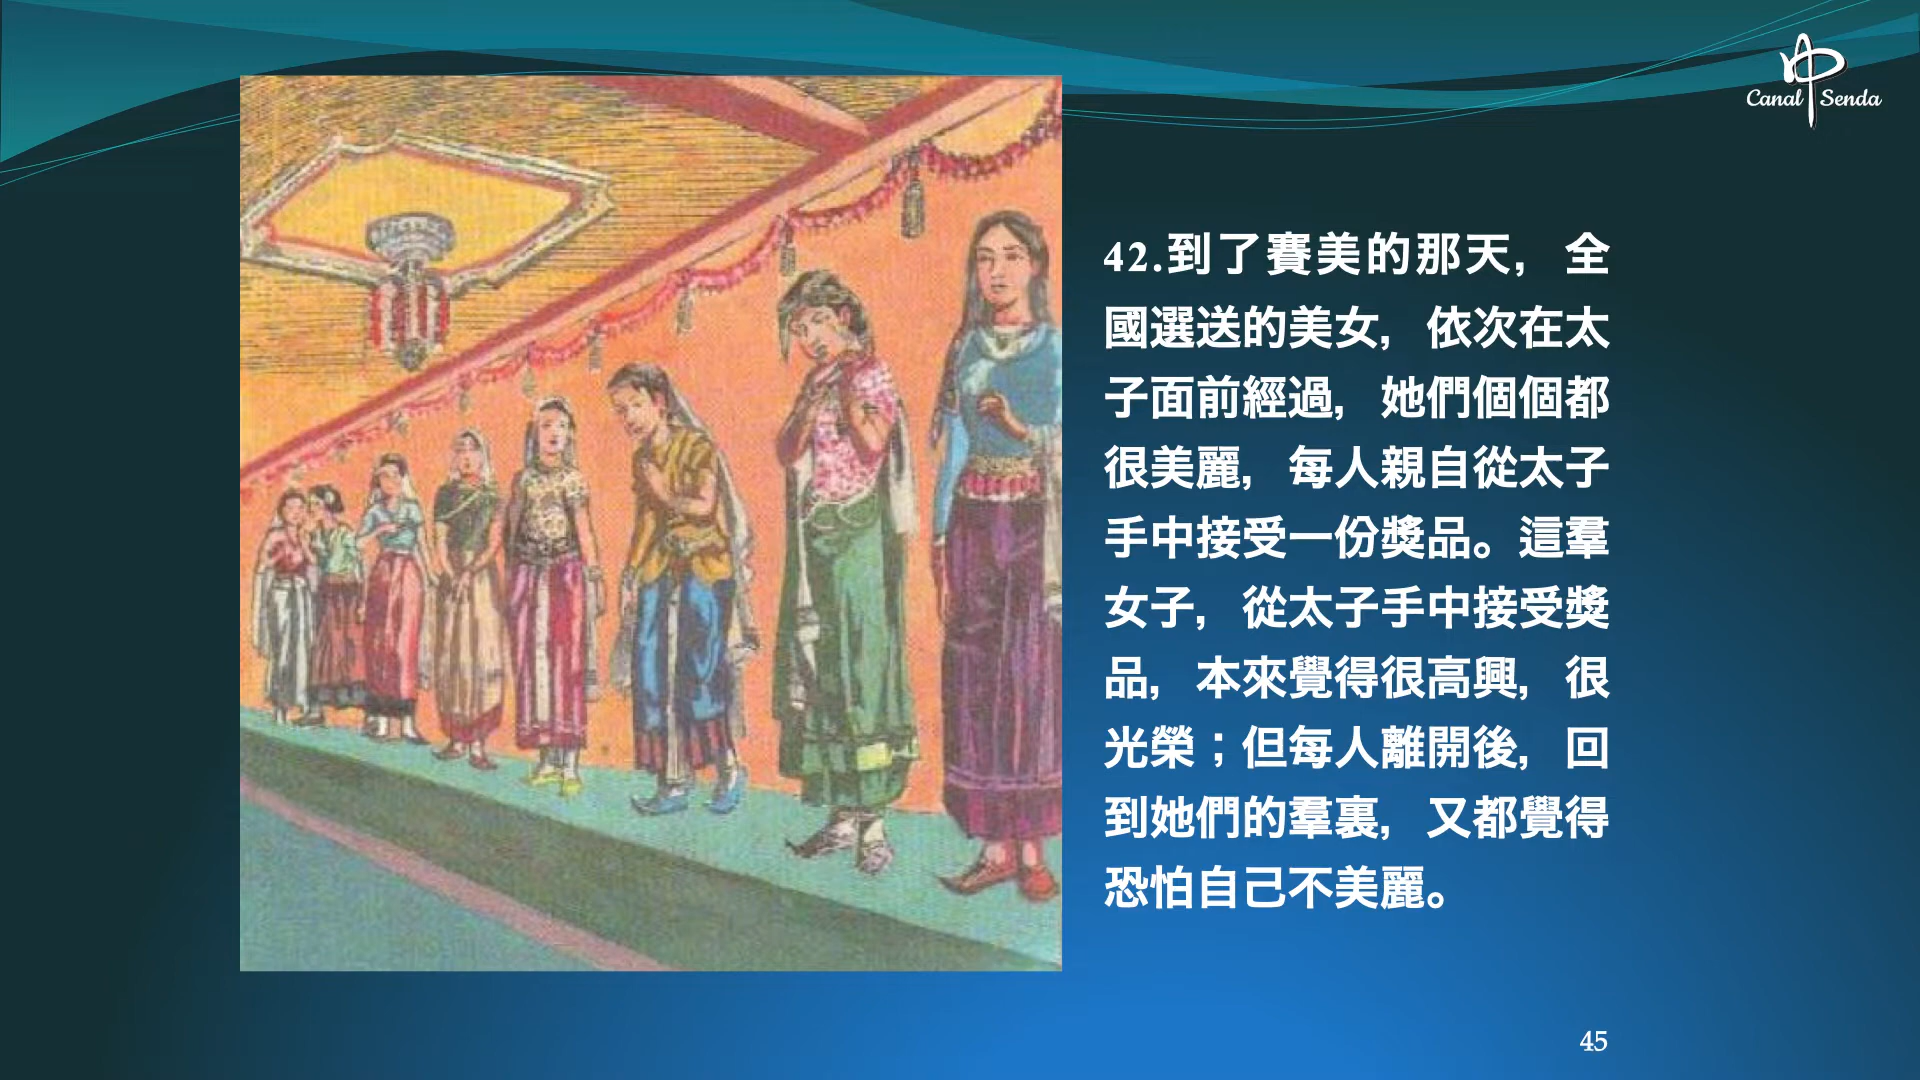 Canal Senda
42.到了賽美的那天，全
國選送的美女，依次在太
子面前經過，她們個個都
很美麗，每人親自從太子
手中接受一份獎品。這羣
女子，從太子手中接受獎
品，本來覺得很高興，很
光榮；但每人離開後，回
到她們的羣裏，又都覺得
恐怕自己不美麗。
45